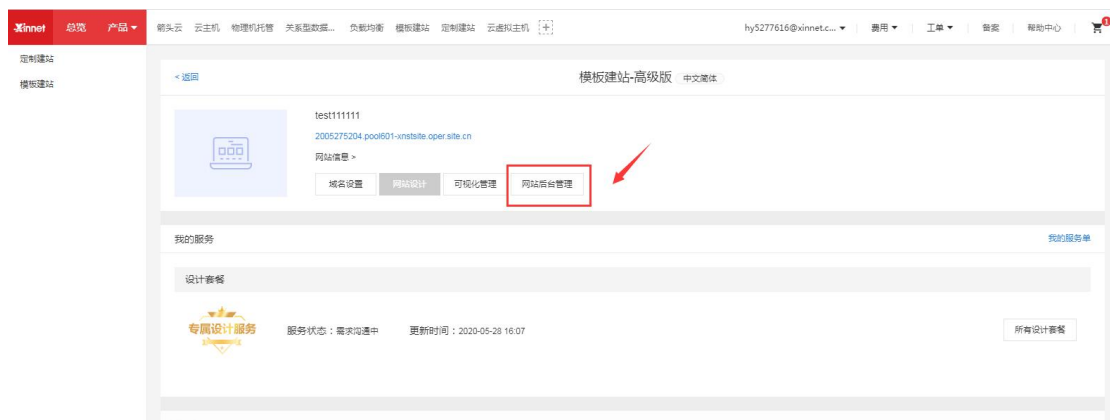 Xinnet 总览 产品 箭头云 云主机 物理机托管 关系型数据... 负载均衡 模板建站 定制建站 云虚拟主机 hy5277616@xinnet.c... 费用 工单 备案 帮助中心 0
定制建站
模板建站
< 返回 模板建站-高级版 中文简体
test111111
2005275204.pool601-xnstsite.oper.site.cn
网站信息 >
域名设置 网站设计 可视化管理 网站后台管理
我的服务 我的服务单
设计套餐
专属设计服务 服务状态：需求沟通中 更新时间：2020-05-28 16:07 所有设计套餐